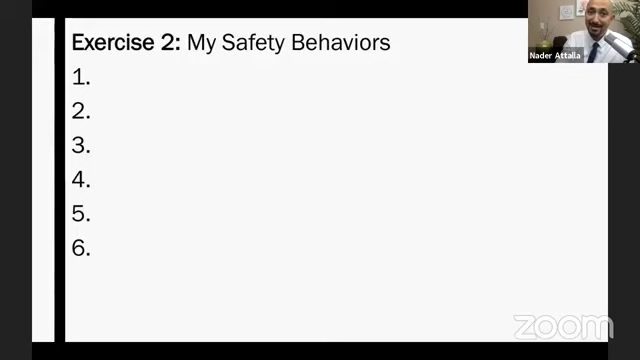 Exercise 2: My Safety Behaviors
1.
2.
3.
4.
5.
6.
Nader Attalla
zoom